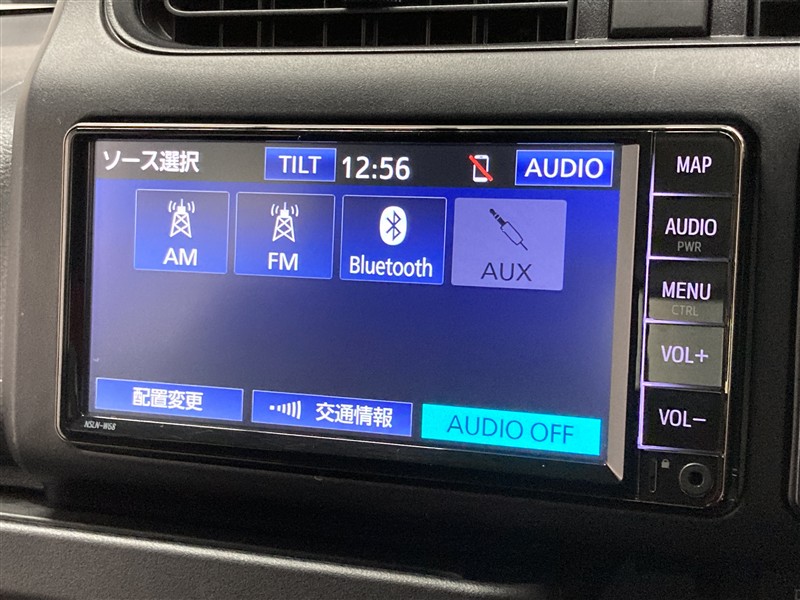 ソース選択 TILT 12:56 AUDIO
AM FM Bluetooth AUX
配置変更 交通情報 AUDIO OFF
NSLN-W68
MAP
AUDIO
PWR
MENU
CTRL
VOL+
VOL-